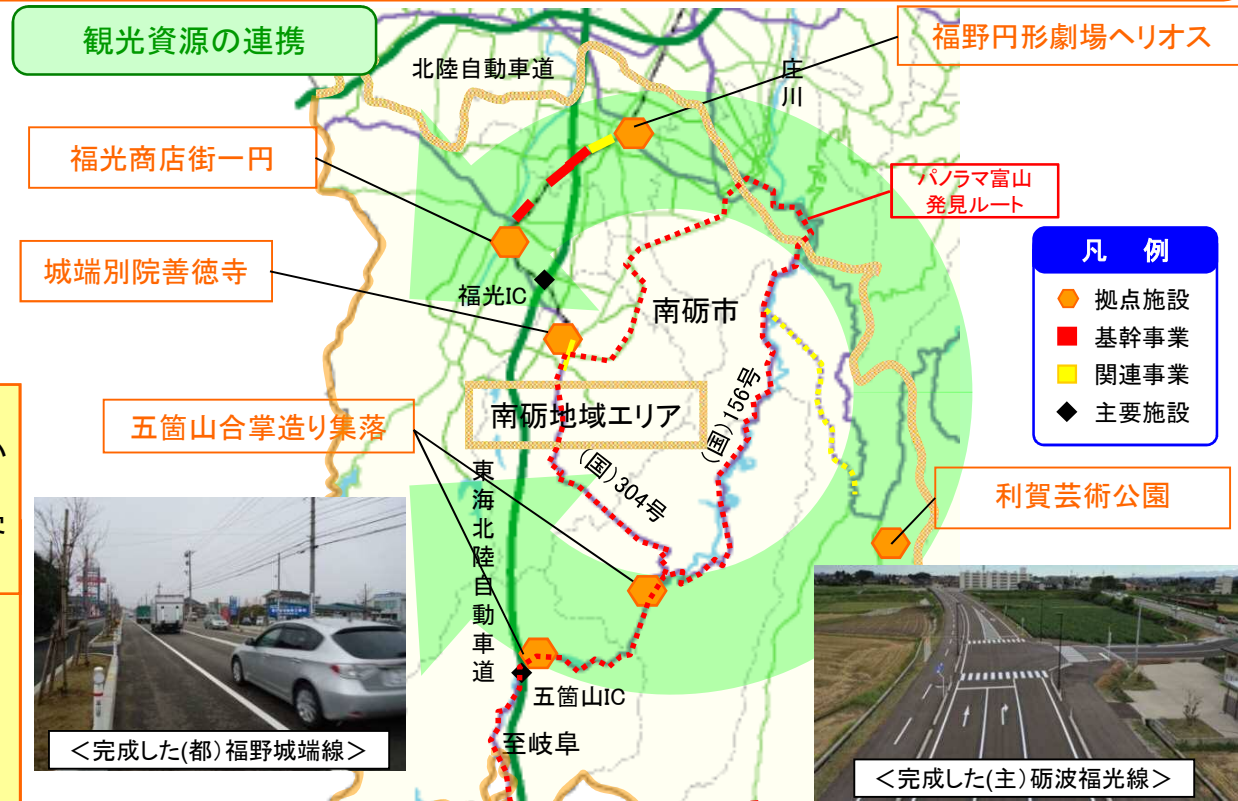 観光資源の連携
福野円形劇場ヘリオス
北陸自動車道
庄川
福光商店街一円
パノラマ富山
発見ルート
城端別院善徳寺
福光IC
南砺市
凡 例
拠点施設
基幹事業
関連事業
主要施設
南砺地域エリア
五箇山合掌造り集落
(国)156号
(国)304号
東海北陸自動車道
利賀芸術公園
五箇山IC
至岐阜
＜完成した(都)福野城端線＞
＜完成した(主)砺波福光線＞